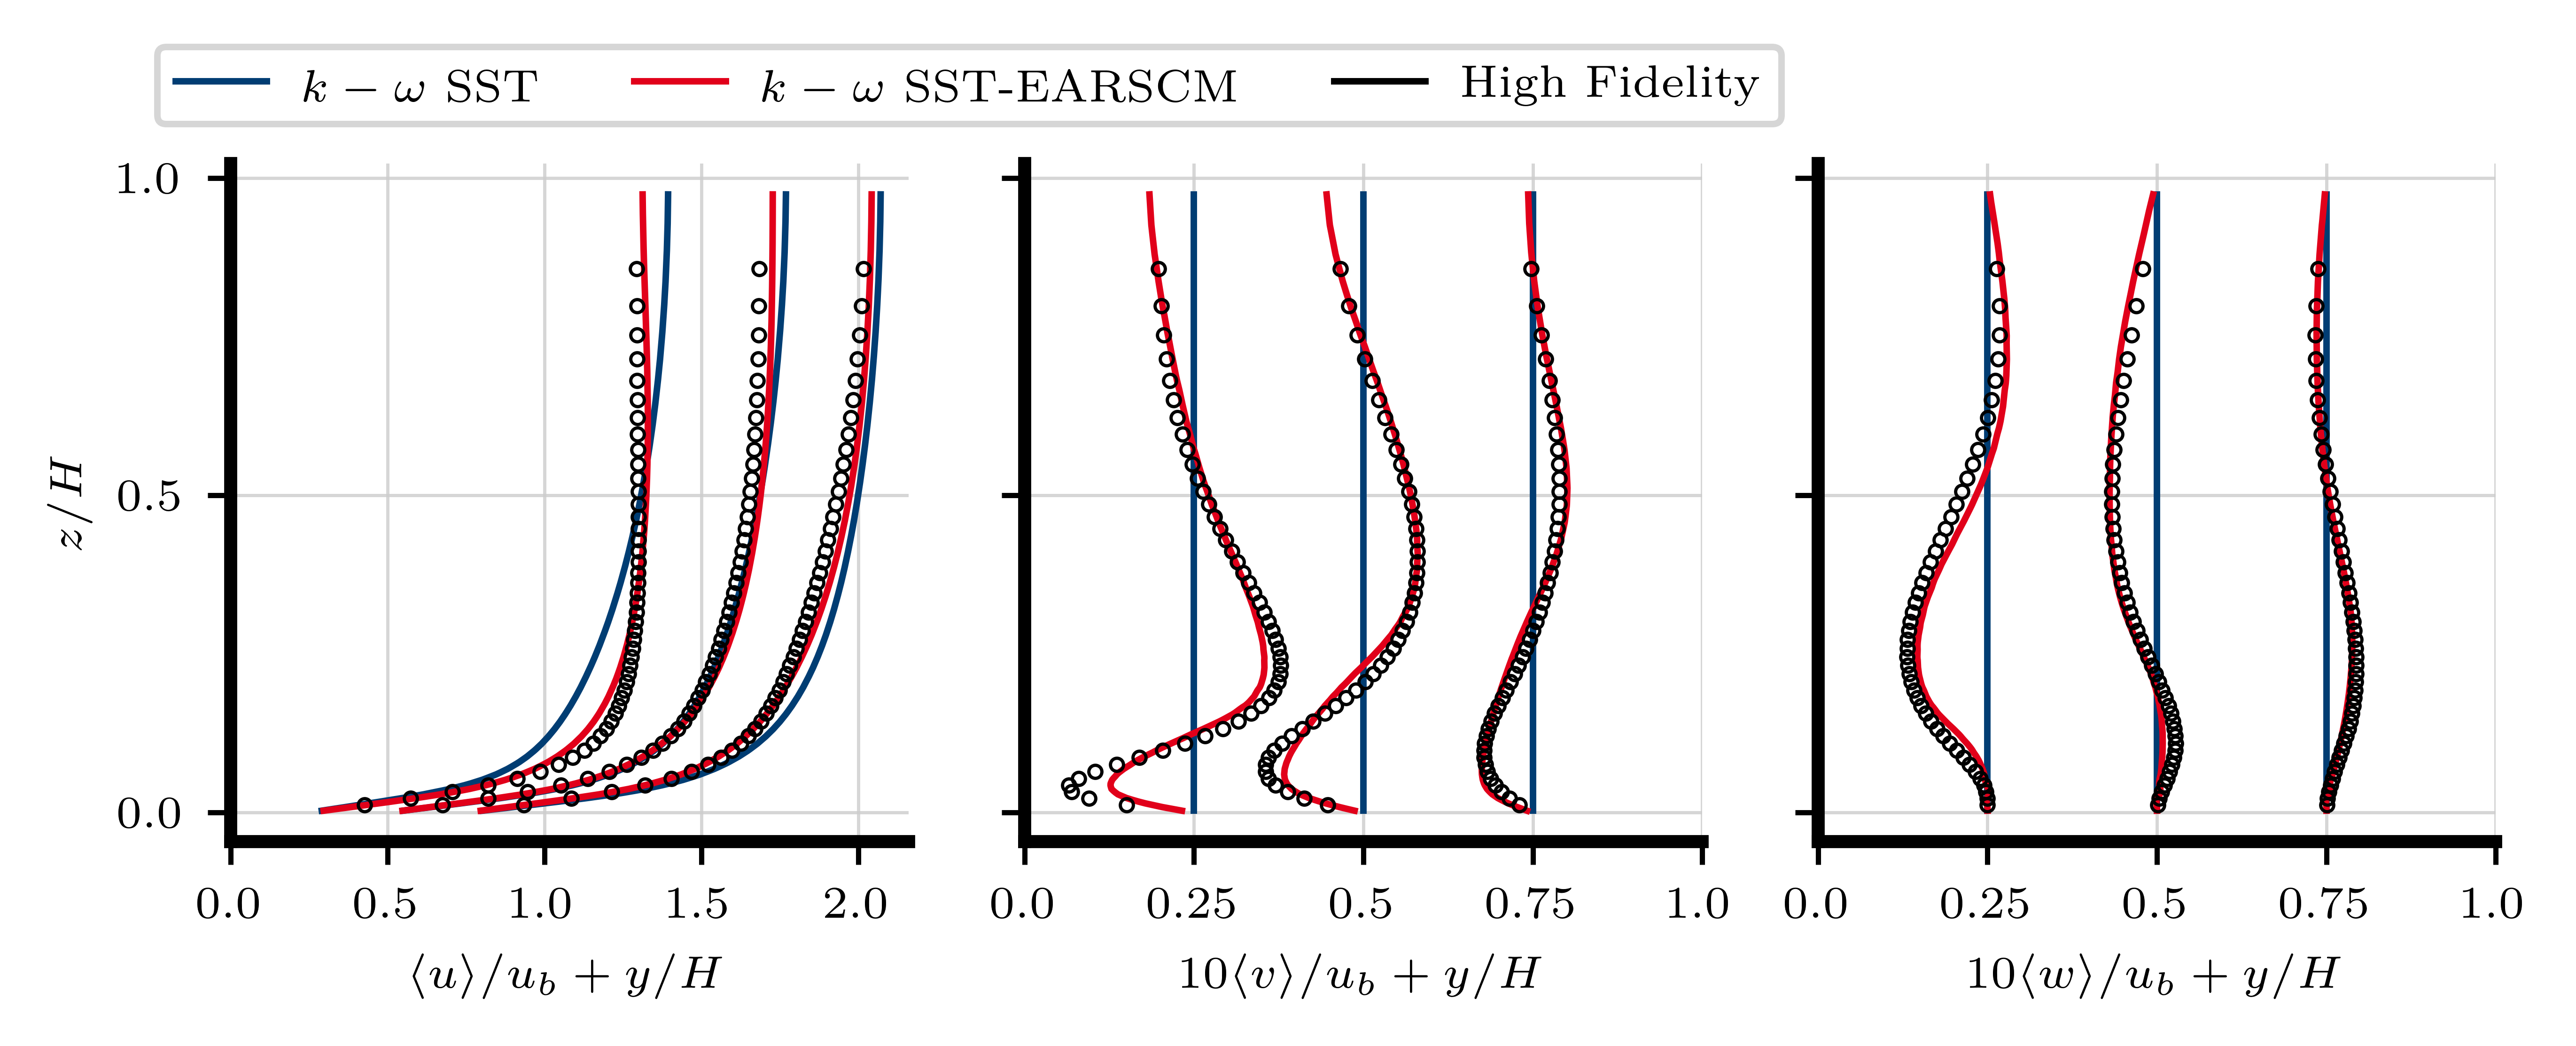 k − ω SST k − ω SST-EARSCM High Fidelity
1.0
0.5
0.0
z/H
0.0 0.5 1.0 1.5 2.0 0.0 0.25 0.5 0.75 1.0 0.0 0.25 0.5 0.75 1.0
⟨u⟩/u_b + y/H 10⟨v⟩/u_b + y/H 10⟨w⟩/u_b + y/H